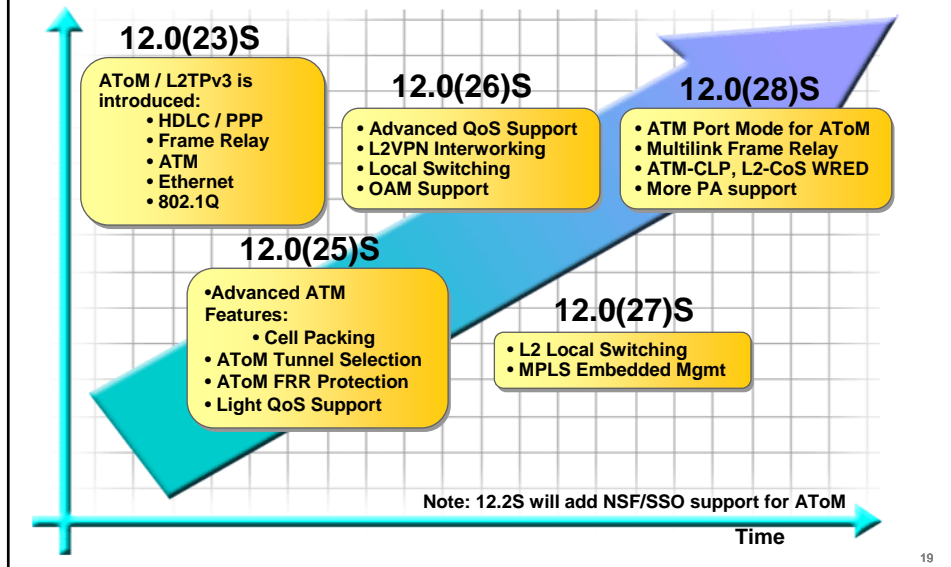 12.0(23)S
AToM / L2TPv3 is
introduced:
• HDLC / PPP
• Frame Relay
• ATM
• Ethernet
• 802.1Q
12.0(26)S
• Advanced QoS Support
• L2VPN Interworking
• Local Switching
• OAM Support
12.0(28)S
• ATM Port Mode for AToM
• Multilink Frame Relay
• ATM-CLP, L2-CoS WRED
• More PA support
12.0(25)S
•Advanced ATM
Features:
• Cell Packing
• AToM Tunnel Selection
• AToM FRR Protection
• Light QoS Support
12.0(27)S
• L2 Local Switching
• MPLS Embedded Mgmt
Note: 12.2S will add NSF/SSO support for AToM
Time
19